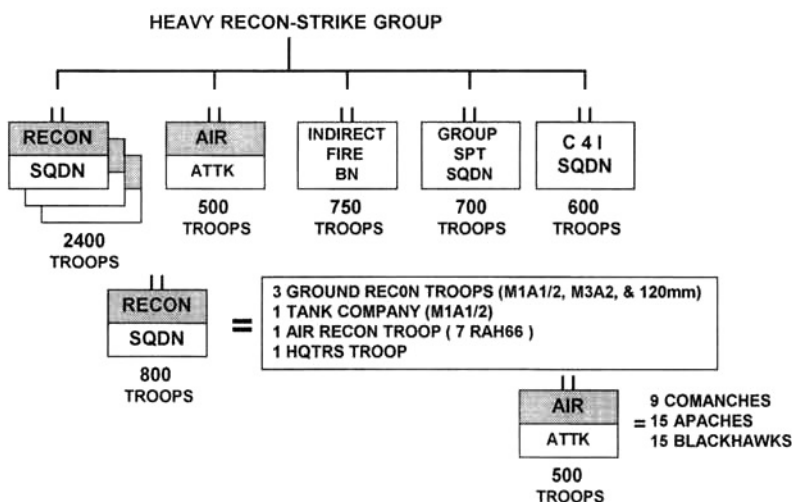 HEAVY RECON-STRIKE GROUP
RECON
SQDN
2400
TROOPS
AIR
ATTK
500
TROOPS
INDIRECT
FIRE
BN
750
TROOPS
GROUP
SPT
SQDN
700
TROOPS
C 4 I
SQDN
600
TROOPS
RECON
SQDN
800
TROOPS
=
3 GROUND RECON TROOPS (M1A1/2, M3A2, & 120mm)
1 TANK COMPANY (M1A1/2)
1 AIR RECON TROOP ( 7 RAH66 )
1 HQTRS TROOP
AIR
ATTK
500
TROOPS
9 COMANCHES
= 15 APACHES
15 BLACKHAWKS